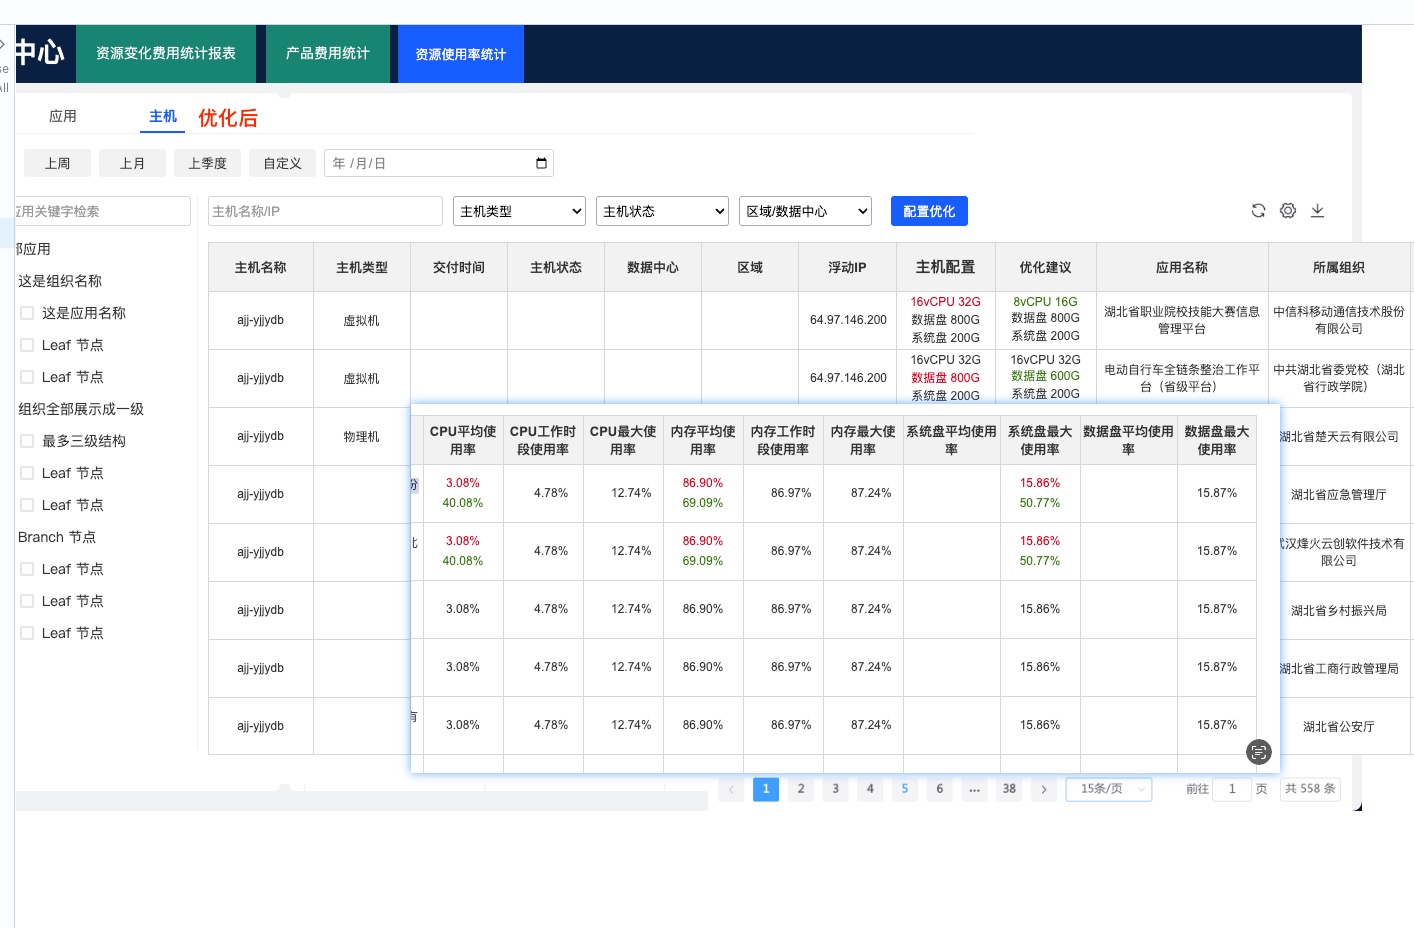 中心
资源变化费用统计报表
产品费用统计
资源使用率统计
se
All
应用
主机
优化后
上周
上月
上季度
自定义
年 /月/日
应用关键字检索
主机名称/IP
主机类型
主机状态
区域/数据中心
配置优化
部应用
这是组织名称
这是应用名称
Leaf 节点
Leaf 节点
组织全部展示成一级
最多三级结构
Leaf 节点
Leaf 节点
Branch 节点
Leaf 节点
Leaf 节点
Leaf 节点
主机名称
主机类型
交付时间
主机状态
数据中心
区域
浮动IP
主机配置
优化建议
应用名称
所属组织
ajj-yjjydb
虚拟机
64.97.146.200
16vCPU 32G
数据盘 800G
系统盘 200G
8vCPU 16G
数据盘 800G
系统盘 200G
湖北省职业院校技能大赛信息
管理平台
中信科移动通信技术股份
有限公司
ajj-yjjydb
虚拟机
64.97.146.200
16vCPU 32G
数据盘 800G
系统盘 200G
16vCPU 32G
数据盘 600G
系统盘 200G
电动自行车全链条整治工作平
台（省级平台）
中共湖北省委党校（湖北
省行政学院）
ajj-yjjydb
物理机
湖北省楚天云有限公司
ajj-yjjydb
湖北省应急管理厅
ajj-yjjydb
武汉烽火云创软件技术有
限公司
ajj-yjjydb
湖北省乡村振兴局
ajj-yjjydb
湖北省工商行政管理局
ajj-yjjydb
湖北省公安厅
CPU平均使
用率
CPU工作时
段使用率
CPU最大使
用率
内存平均使
用率
内存工作时
段使用率
内存最大使
用率
系统盘平均使用
率
系统盘最大
使用率
数据盘平均使用
率
数据盘最大
使用率
份
3.08%
40.08%
4.78%
12.74%
86.90%
69.09%
86.97%
87.24%
15.86%
50.77%
15.87%
北
3.08%
40.08%
4.78%
12.74%
86.90%
69.09%
86.97%
87.24%
15.86%
50.77%
15.87%
3.08%
4.78%
12.74%
86.90%
86.97%
87.24%
15.86%
15.87%
3.08%
4.78%
12.74%
86.90%
86.97%
87.24%
15.86%
15.87%
有
3.08%
4.78%
12.74%
86.90%
86.97%
87.24%
15.86%
15.87%
1
2
3
4
5
6
...
38
15条/页
前往
1
页
共 558 条